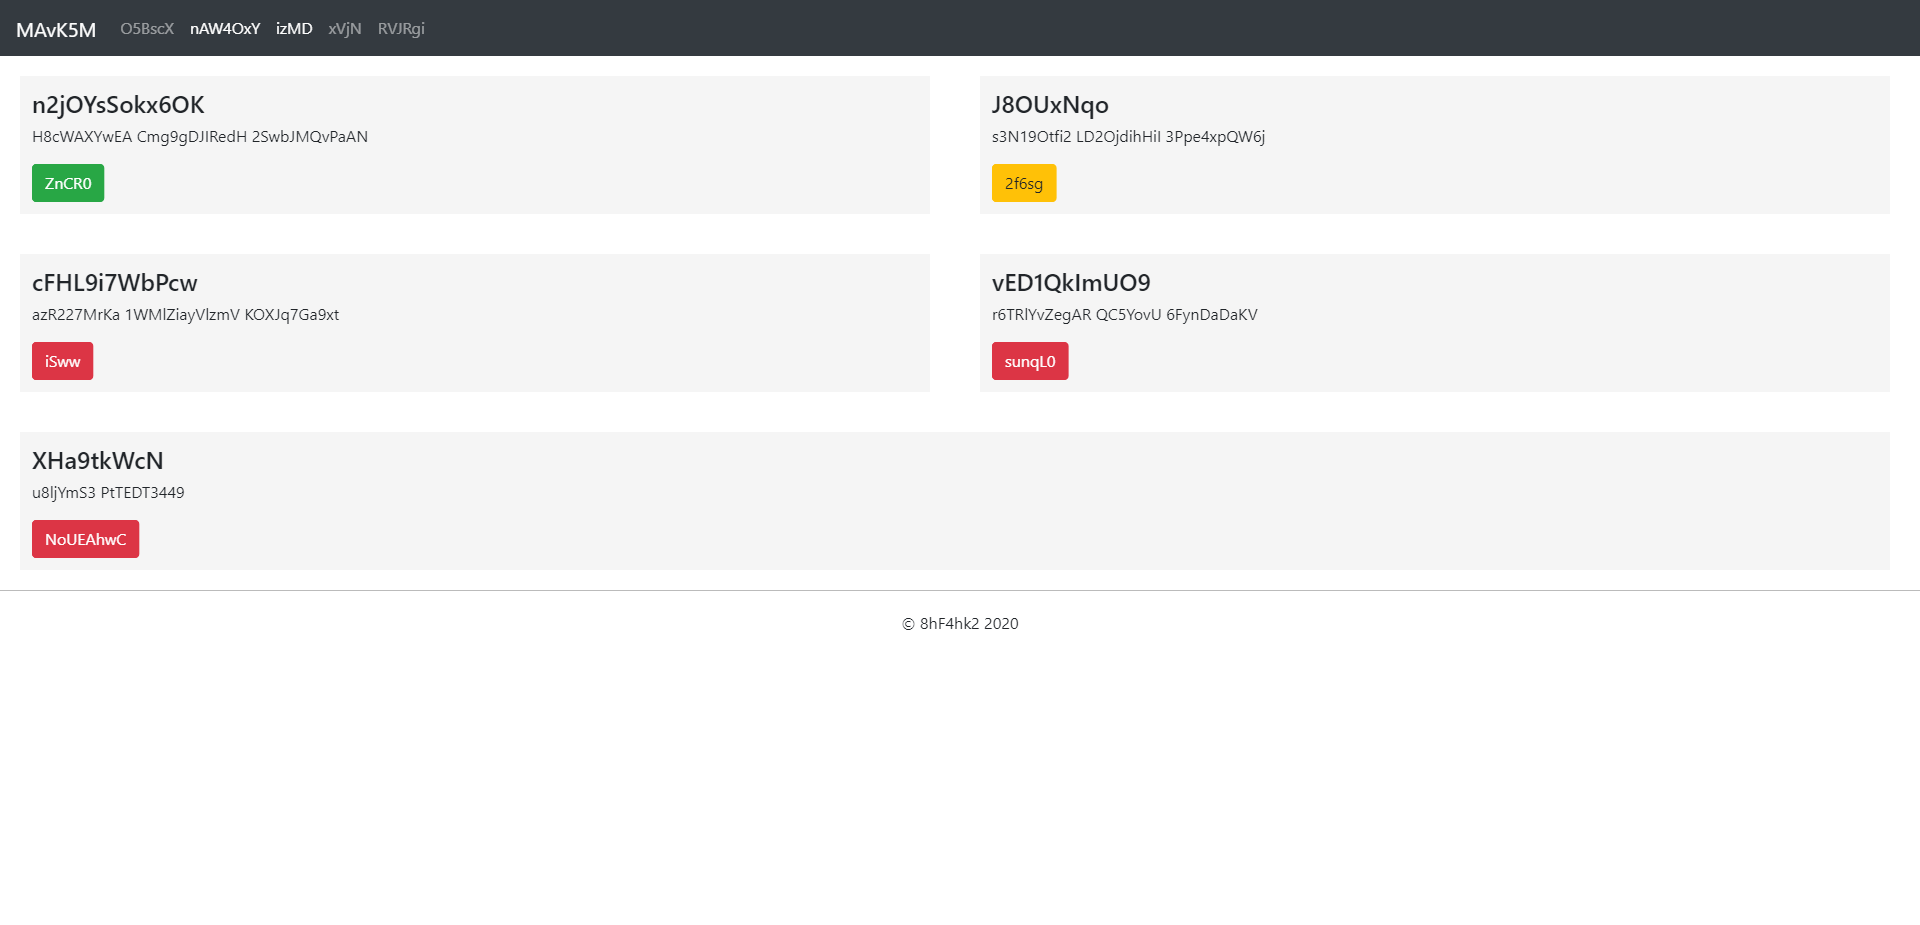 MAvK5M O5BscX nAW4OxY izMD xVjN RVJRgi
n2jOYsSokx6OK
H8cWAXYwEA Cmg9gDJIRedH 2SwbJMQvPaAN
ZnCR0
J8OUxNqo
s3N19Otfi2 LD2OjdihHiI 3Ppe4xpQW6j
2f6sg
cFHL9i7WbPcw
azR227MrKa 1WMlZiayVlzmV KOXJq7Ga9xt
iSww
vED1QkImUO9
r6TRlYvZegAR QC5YovU 6FynDaDaKV
sunqL0
XHa9tkWcN
u8ljYmS3 PtTEDT3449
NoUEAhwC
© 8hF4hk2 2020